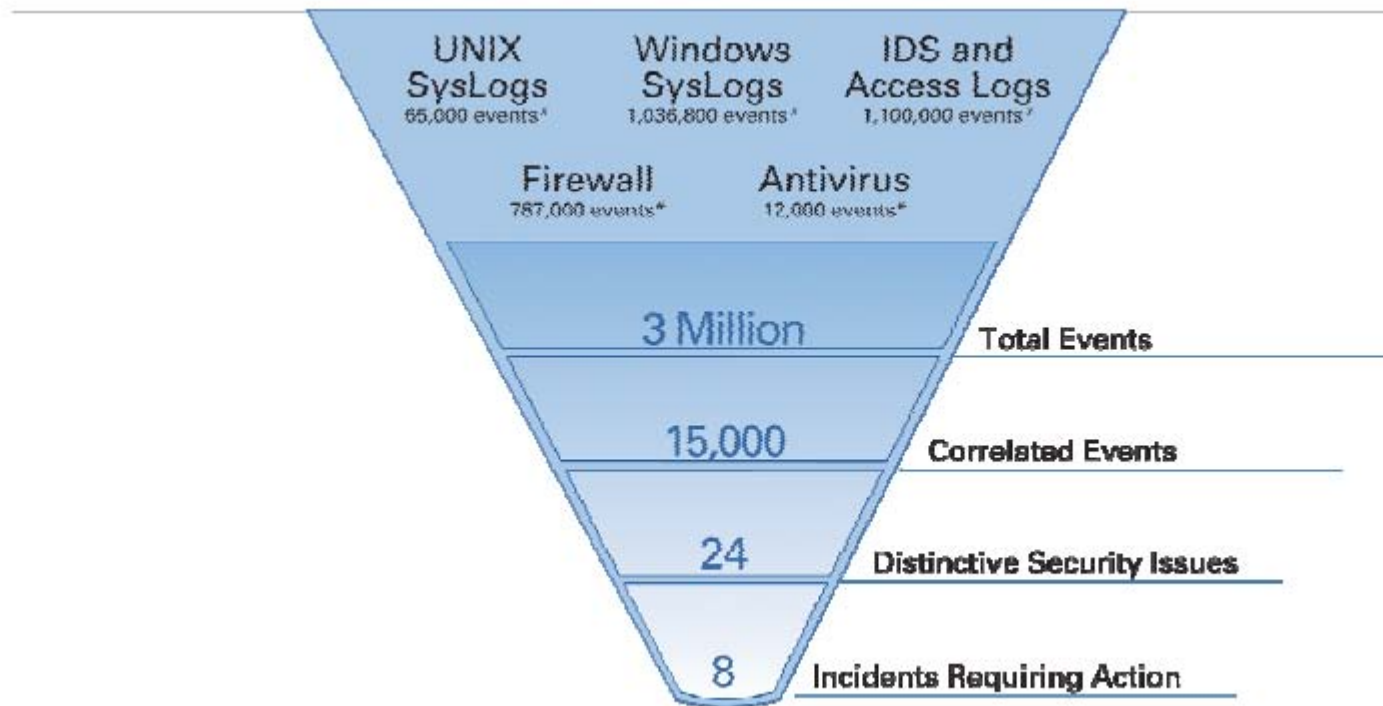 UNIX
SysLogs
65,000 events*
Windows
SysLogs
1,036,800 events*
IDS and
Access Logs
1,100,000 events*
Firewall
787,000 events*
Antivirus
12,000 events*
3 Million
Total Events
15,000
Correlated Events
24
Distinctive Security Issues
8
Incidents Requiring Action